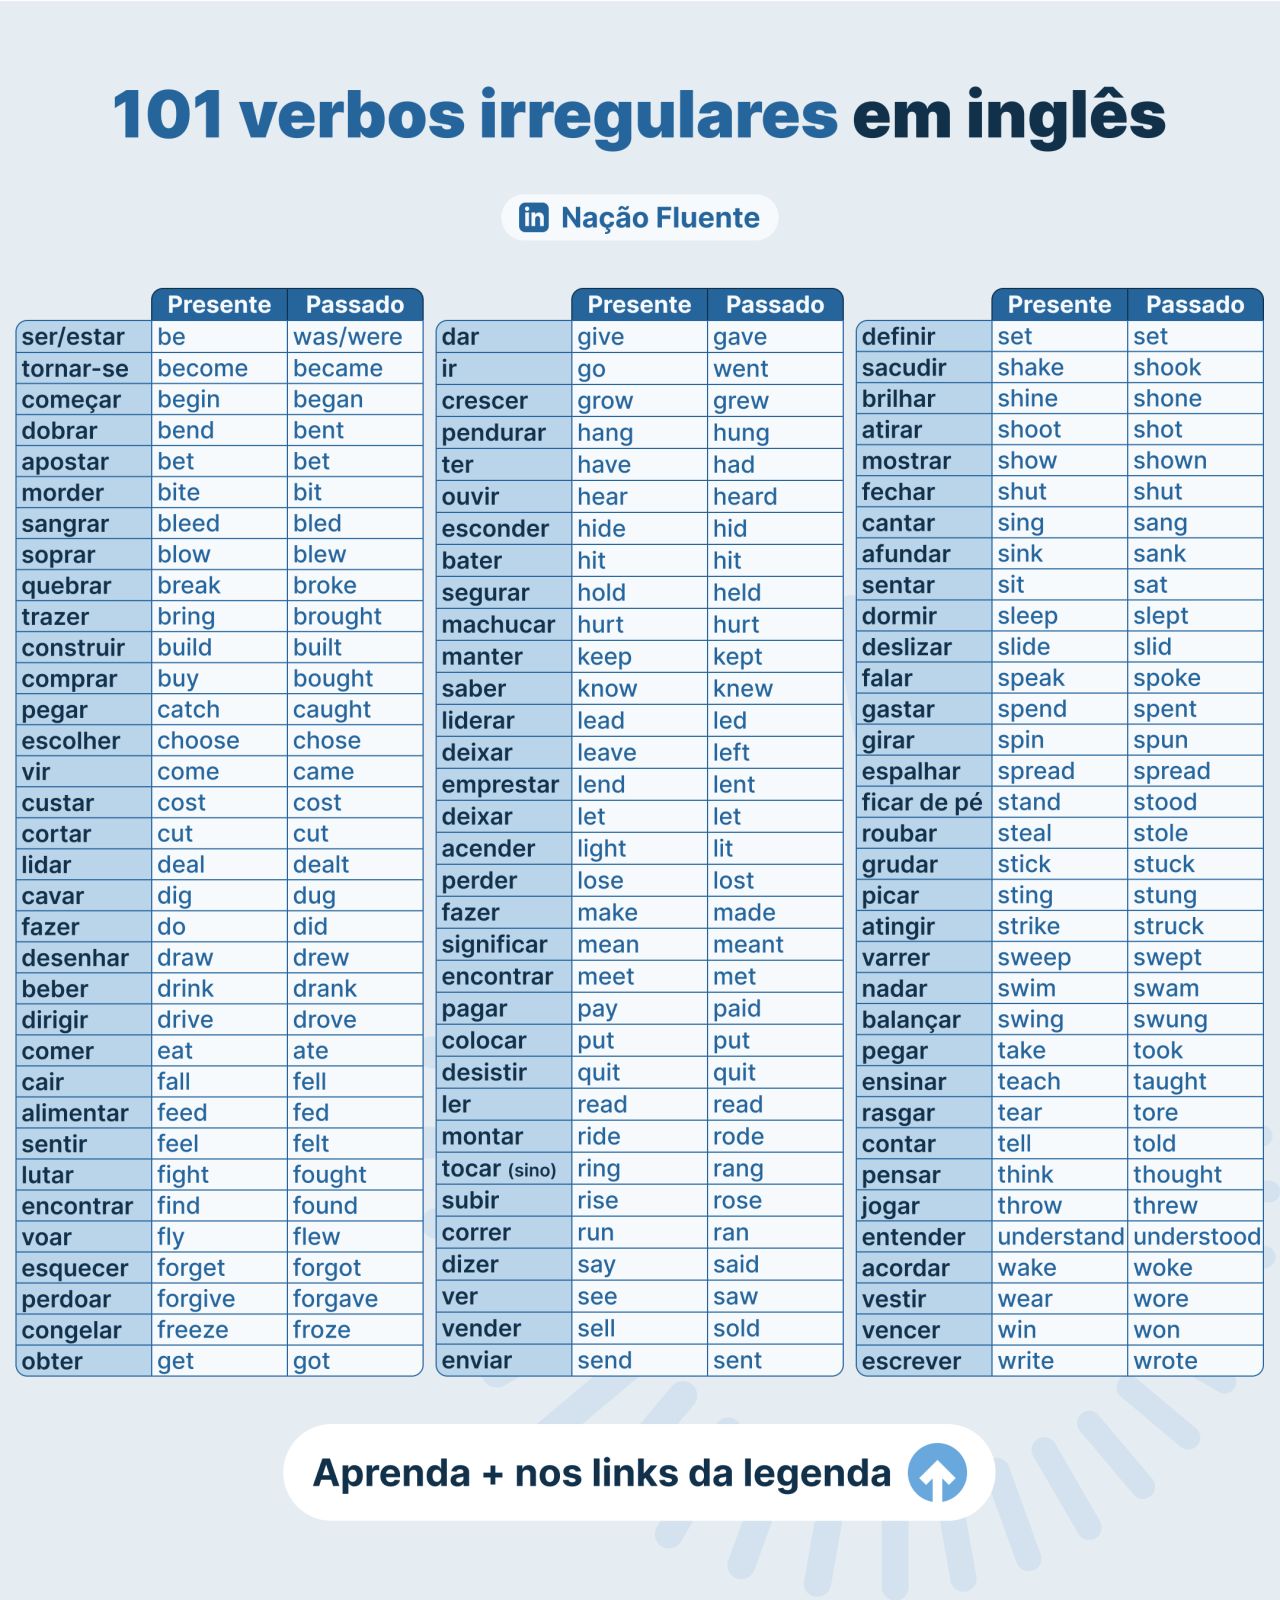 101 verbos irregulares em inglês
in Nação Fluente
Presente Passado
ser/estar be was/were
tornar-se become became
começar begin began
dobrar bend bent
apostar bet bet
morder bite bit
sangrar bleed bled
soprar blow blew
quebrar break broke
trazer bring brought
construir build built
comprar buy bought
pegar catch caught
escolher choose chose
vir come came
custar cost cost
cortar cut cut
lidar deal dealt
cavar dig dug
fazer do did
desenhar draw drew
beber drink drank
dirigir drive drove
comer eat ate
cair fall fell
alimentar feed fed
sentir feel felt
lutar fight fought
encontrar find found
voar fly flew
esquecer forget forgot
perdoar forgive forgave
congelar freeze froze
obter get got
Presente Passado
dar give gave
ir go went
crescer grow grew
pendurar hang hung
ter have had
ouvir hear heard
esconder hide hid
bater hit hit
segurar hold held
machucar hurt hurt
manter keep kept
saber know knew
liderar lead led
deixar leave left
emprestar lend lent
deixar let let
acender light lit
perder lose lost
fazer make made
significar mean meant
encontrar meet met
pagar pay paid
colocar put put
desistir quit quit
ler read read
montar ride rode
tocar (sino) ring rang
subir rise rose
correr run ran
dizer say said
ver see saw
vender sell sold
enviar send sent
Presente Passado
definir set set
sacudir shake shook
brilhar shine shone
atirar shoot shot
mostrar show shown
fechar shut shut
cantar sing sang
afundar sink sank
sentar sit sat
dormir sleep slept
deslizar slide slid
falar speak spoke
gastar spend spent
girar spin spun
espalhar spread spread
ficar de pé stand stood
roubar steal stole
grudar stick stuck
picar sting stung
atingir strike struck
varrer sweep swept
nadar swim swam
balançar swing swung
pegar take took
ensinar teach taught
rasgar tear tore
contar tell told
pensar think thought
jogar throw threw
entender understand understood
acordar wake woke
vestir wear wore
vencer win won
escrever write wrote
Aprenda + nos links da legenda